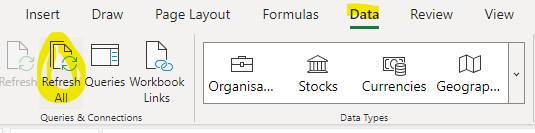 Insert Draw Page Layout Formulas Data Review View
Refresh Refresh All Queries Workbook Links
Organisa... Stocks Currencies Geograp...
Queries & Connections Data Types